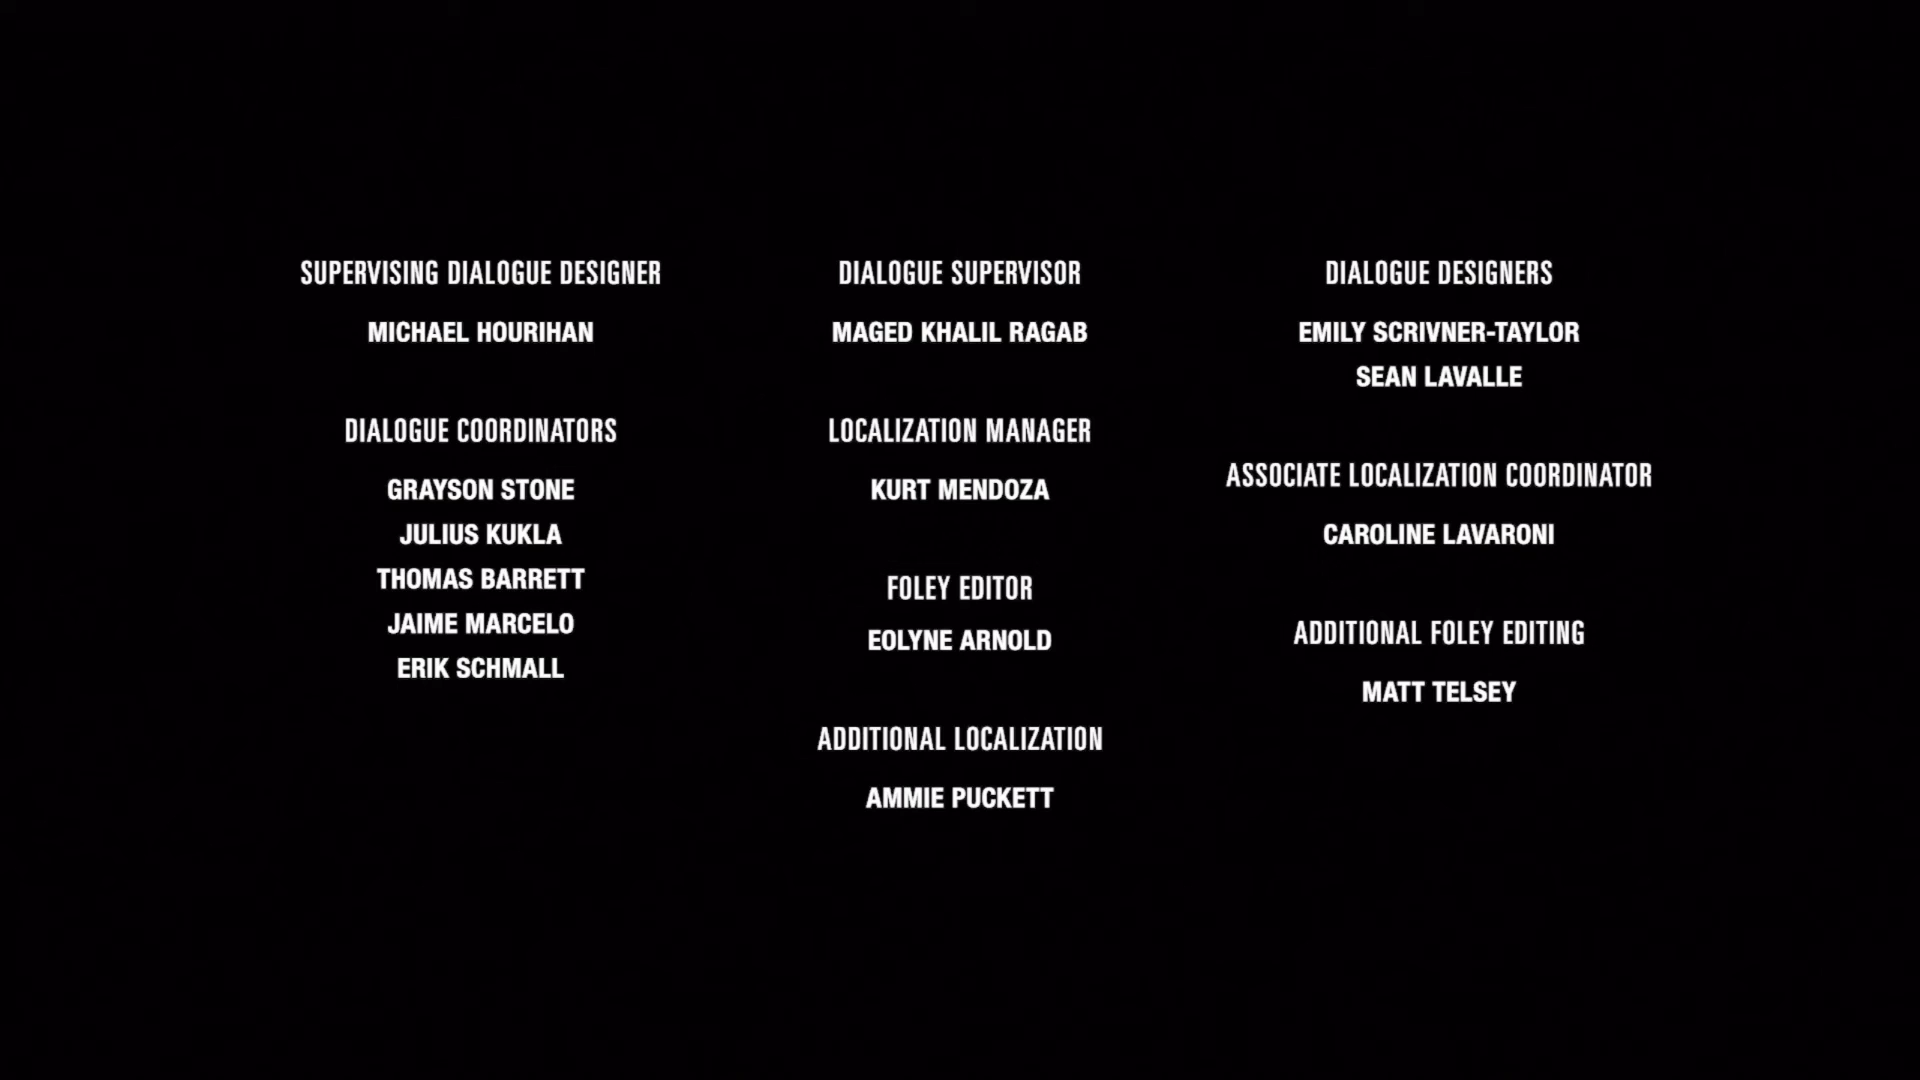 SUPERVISING DIALOGUE DESIGNER
MICHAEL HOURIHAN
DIALOGUE COORDINATORS
GRAYSON STONE
JULIUS KUKLA
THOMAS BARRETT
JAIME MARCELO
ERIK SCHMALL
DIALOGUE SUPERVISOR
MAGED KHALIL RAGAB
LOCALIZATION MANAGER
KURT MENDOZA
FOLEY EDITOR
EOLYNE ARNOLD
ADDITIONAL LOCALIZATION
AMMIE PUCKETT
DIALOGUE DESIGNERS
EMILY SCRIVNER-TAYLOR
SEAN LAVALLE
ASSOCIATE LOCALIZATION COORDINATOR
CAROLINE LAVARONI
ADDITIONAL FOLEY EDITING
MATT TELSEY